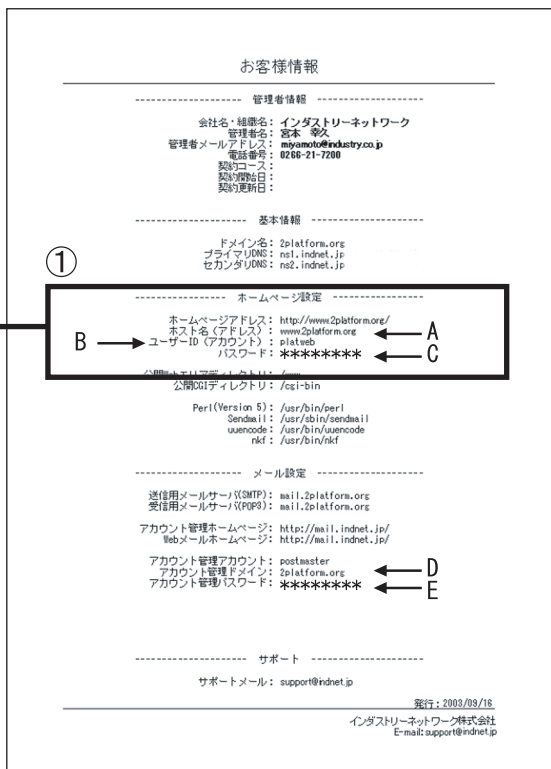 お客様情報
-------------------- 管理者情報 --------------------
会社名・組織名: インダストリーネットワーク
管理者名: 宮本 幸久
管理者メールアドレス: miyamoto@industry.co.jp
電話番号: 0266-21-7200
契約コース:
契約開始日:
契約更新日:
-------------------- 基本情報 --------------------
ドメイン名: 2platform.org
プライマリDNS: ns1.indnet.jp
セカンダリDNS: ns2.indnet.jp
①
-------------------- ホームページ設定 --------------------
ホームページアドレス: http://www.2platform.org/
ホスト名(アドレス): www.2platform.org A
B ユーザーID(アカウント): platweb
パスワード: ******** C
公開Webエリアディレクトリ: /www
公開CGIディレクトリ: /cgi-bin
Perl(Version 5): /usr/bin/perl
Sendmail: /usr/sbin/sendmail
uuencode: /usr/bin/uuencode
nkf: /usr/bin/nkf
-------------------- メール設定 --------------------
送信用メールサーバ(SMTP): mail.2platform.org
受信用メールサーバ(POP3): mail.2platform.org
アカウント管理ホームページ: http://mail.indnet.jp/
Webメールホームページ: http://mail.indnet.jp/
アカウント管理アカウント: postmaster
アカウント管理ドメイン: 2platform.org D
アカウント管理パスワード: ******** E
-------------------- サポート --------------------
サポートメール: support@indnet.jp
発行:2003/09/16
インダストリーネットワーク株式会社
E-mail:support@indnet.jp